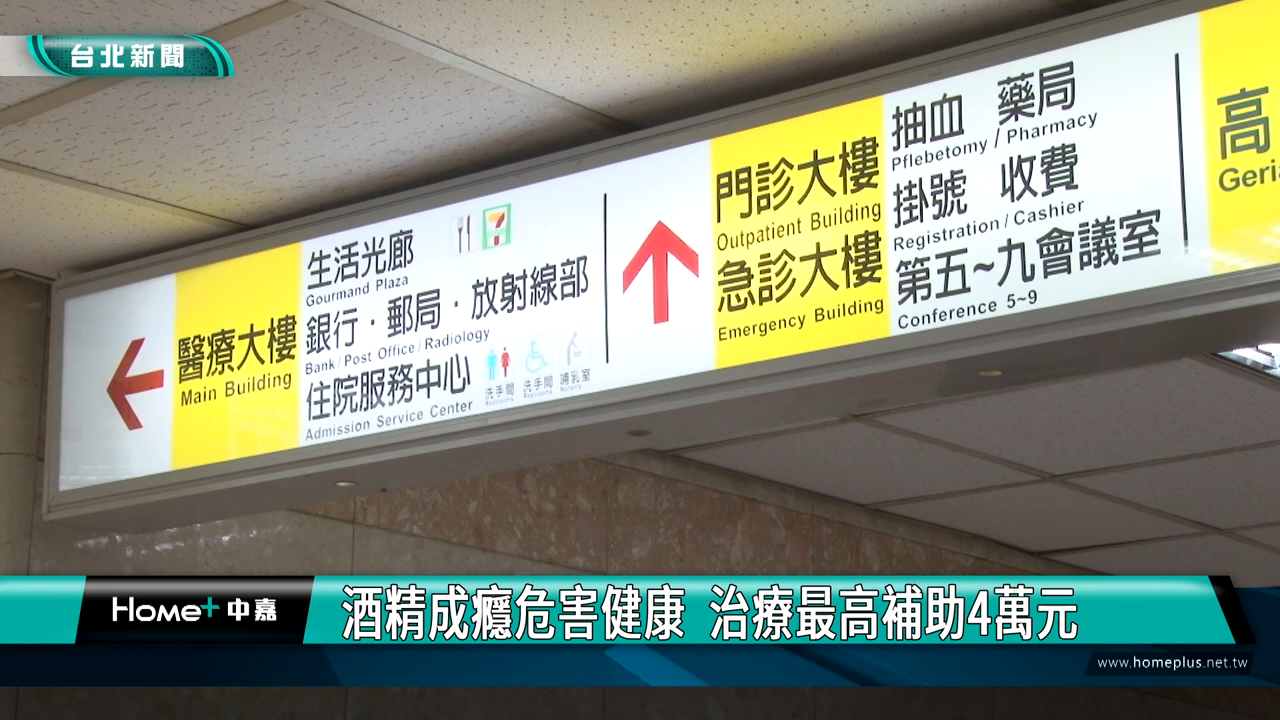 台北新聞
醫療大樓
Main Building
生活光廊
Gourmand Plaza
銀行·郵局·放射線部
Bank/Post Office/Radiology
住院服務中心
Admission Service Center
洗手間 洗手間 哺乳室
Restrooms Restrooms Nursery
門診大樓
Outpatient Building
急診大樓
Emergency Building
抽血 藥局
Pflebetomy/Pharmacy
掛號 收費
Registration/Cashier
第五~九會議室
Conference 5~9
高
Geri
Home+中嘉
酒精成癮危害健康 治療最高補助4萬元
www.homeplus.net.tw